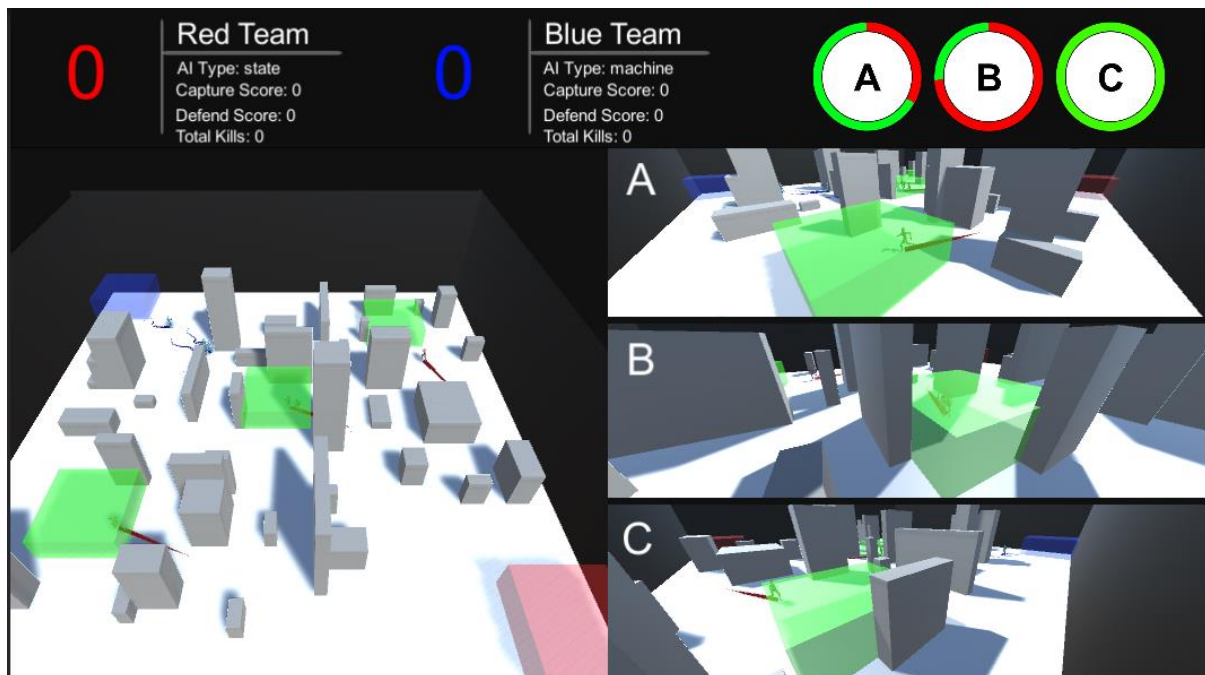 0
Red Team
AI Type: state
Capture Score: 0
Defend Score: 0
Total Kills: 0
0
Blue Team
AI Type: machine
Capture Score: 0
Defend Score: 0
Total Kills: 0
A
B
C
A
B
C